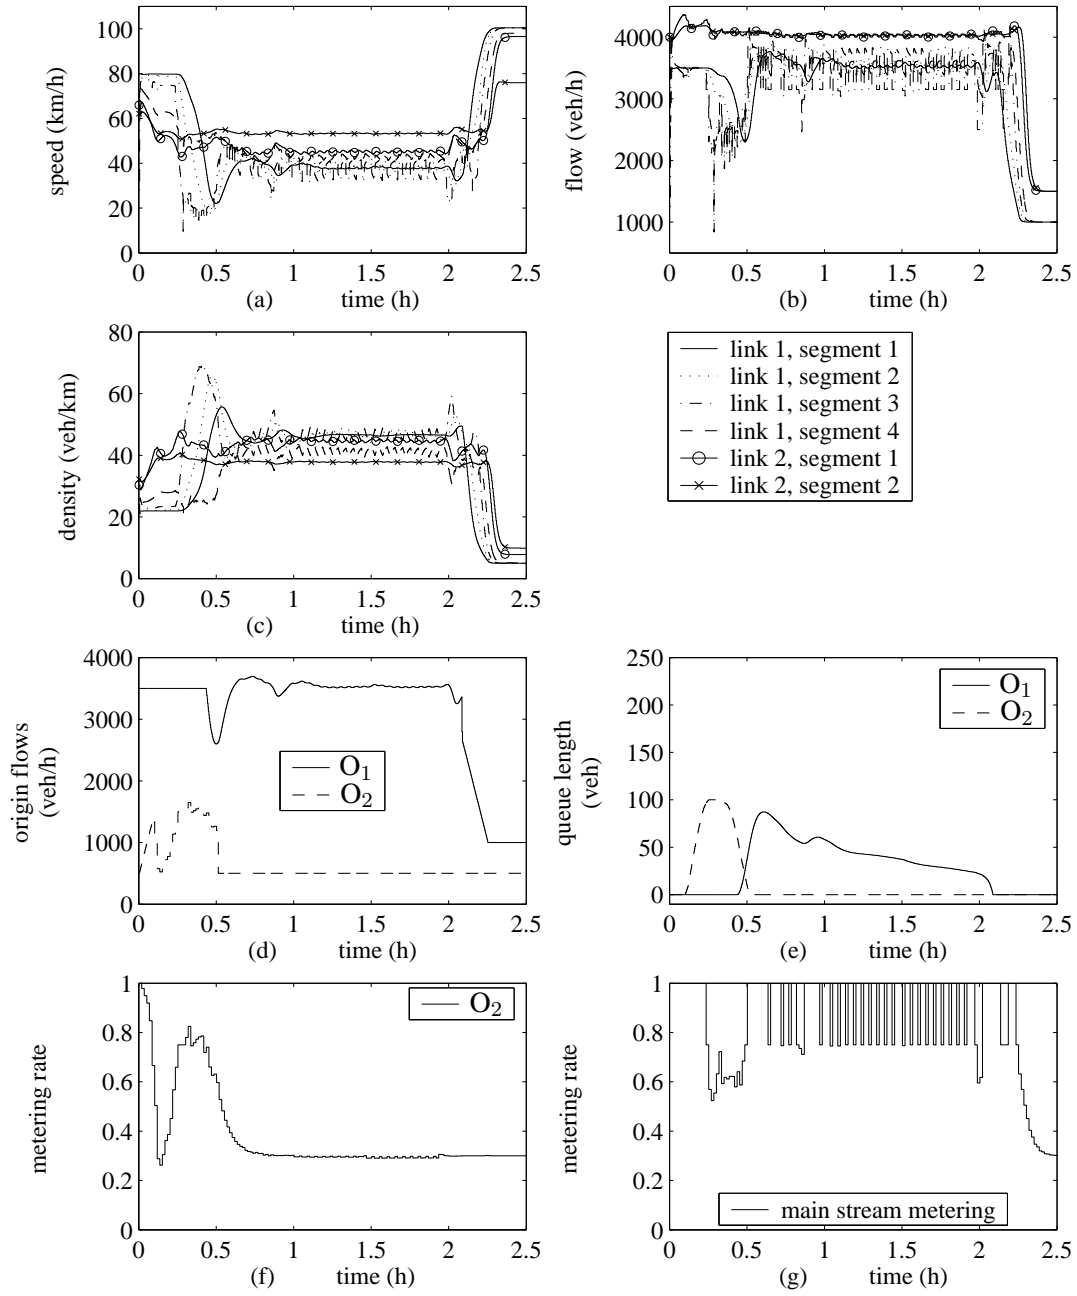 100
80
60
40
20
0
speed (km/h)
0 0.5 1 1.5 2 2.5
(a) time (h)
4000
3000
2000
1000
flow (veh/h)
0 0.5 1 1.5 2 2.5
(b) time (h)
80
60
40
20
0
density (veh/km)
0 0.5 1 1.5 2 2.5
(c) time (h)
link 1, segment 1
link 1, segment 2
link 1, segment 3
link 1, segment 4
link 2, segment 1
link 2, segment 2
4000
3000
2000
1000
0
origin flows
(veh/h)
O1
O2
0 0.5 1 1.5 2 2.5
(d) time (h)
250
200
150
100
50
0
queue length
(veh)
O1
O2
0 0.5 1 1.5 2 2.5
(e) time (h)
1
0.8
0.6
0.4
0.2
0
metering rate
O2
0 0.5 1 1.5 2 2.5
(f) time (h)
1
0.8
0.6
0.4
0.2
0
metering rate
main stream metering
0 0.5 1 1.5 2 2.5
(g) time (h)